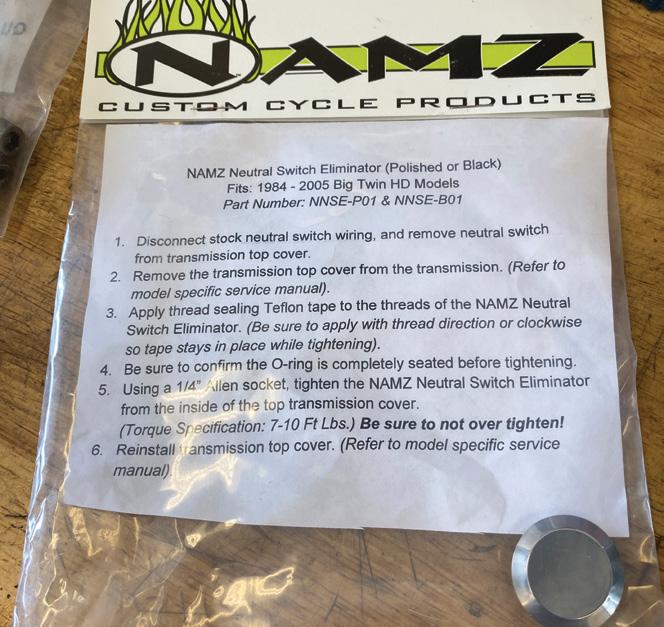 NAMZ
CUSTOM CYCLE PRODUCTS
NAMZ Neutral Switch Eliminator (Polished or Black)
Fits: 1984 - 2005 Big Twin HD Models
Part Number: NNSE-P01 & NNSE-B01
1. Disconnect stock neutral switch wiring, and remove neutral switch
from transmission top cover.
2. Remove the transmission top cover from the transmission. (Refer to
model specific service manual).
3. Apply thread sealing Teflon tape to the threads of the NAMZ Neutral
Switch Eliminator. (Be sure to apply with thread direction or clockwise
so tape stays in place while tightening).
4. Be sure to confirm the O-ring is completely seated before tightening.
5. Using a 1/4" Allen socket, tighten the NAMZ Neutral Switch Eliminator
from the inside of the top transmission cover.
(Torque Specification: 7-10 Ft Lbs.) Be sure to not over tighten!
6. Reinstall transmission top cover. (Refer to model specific service
manual).